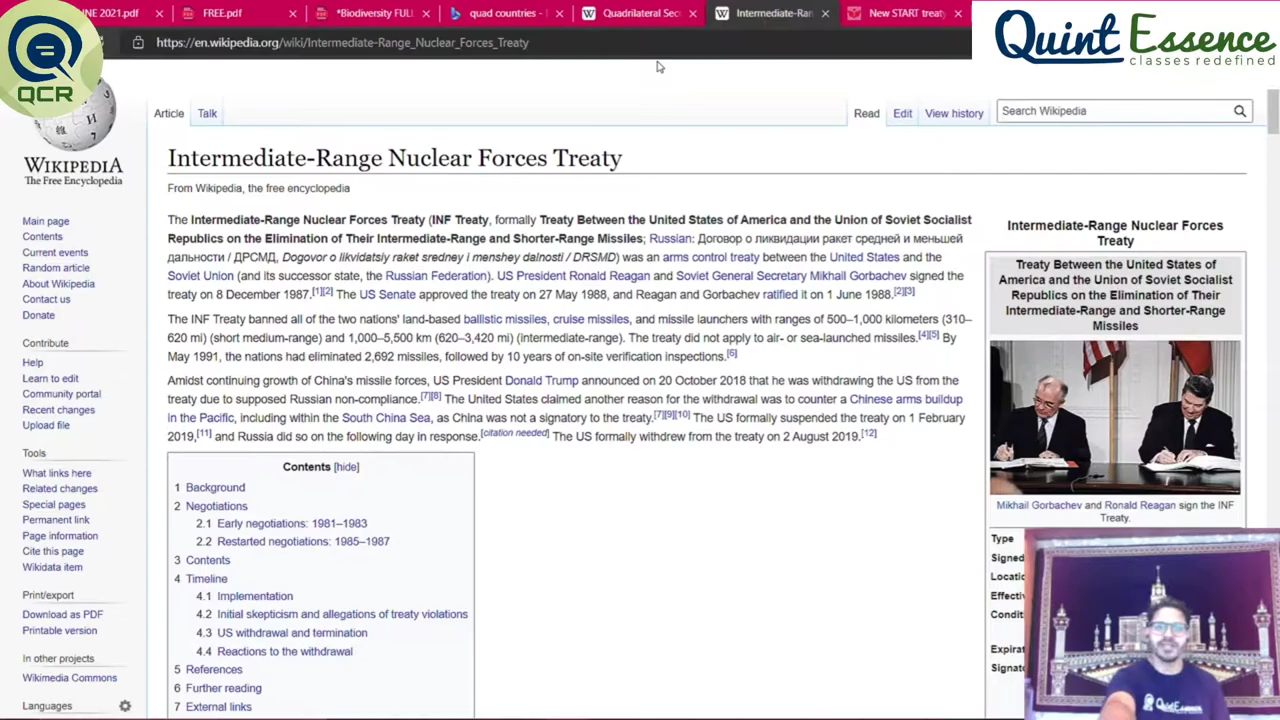 NE 2021.pdf
FREE.pdf
*Biodiversity FULL
quad countries -
Quadrilateral Sec
Intermediate-Ran
New START treaty
QCR
Quint Essence
classes redefined
https://en.wikipedia.org/wiki/Intermediate-Range_Nuclear_Forces_Treaty
WIKIPEDIA
The Free Encyclopedia
Main page
Contents
Current events
Random article
About Wikipedia
Contact us
Donate
Contribute
Help
Learn to edit
Community portal
Recent changes
Upload file
Tools
What links here
Related changes
Special pages
Permanent link
Page information
Cite this page
Wikidata item
Print/export
Download as PDF
Printable version
In other projects
Wikimedia Commons
Languages
Article Talk
Read Edit View history
Search Wikipedia
Intermediate-Range Nuclear Forces Treaty
From Wikipedia, the free encyclopedia
The Intermediate-Range Nuclear Forces Treaty (INF Treaty, formally Treaty Between the United States of America and the Union of Soviet Socialist
Republics on the Elimination of Their Intermediate-Range and Shorter-Range Missiles; Russian: Договор о ликвидации ракет средней и меньшей
дальности / ДРСМД, Dogovor o likvidatsiy raket sredney i menshey dalnosti / DRSMD) was an arms control treaty between the United States and the
Soviet Union (and its successor state, the Russian Federation). US President Ronald Reagan and Soviet General Secretary Mikhail Gorbachev signed the
treaty on 8 December 1987.[1][2] The US Senate approved the treaty on 27 May 1988, and Reagan and Gorbachev ratified it on 1 June 1988.[2][3]
The INF Treaty banned all of the two nations' land-based ballistic missiles, cruise missiles, and missile launchers with ranges of 500–1,000 kilometers (310–
620 mi) (short medium-range) and 1,000–5,500 km (620–3,420 mi) (intermediate-range). The treaty did not apply to air- or sea-launched missiles.[4][5] By
May 1991, the nations had eliminated 2,692 missiles, followed by 10 years of on-site verification inspections.[6]
Amidst continuing growth of China's missile forces, US President Donald Trump announced on 20 October 2018 that he was withdrawing the US from the
treaty due to supposed Russian non-compliance.[7][8] The United States claimed another reason for the withdrawal was to counter a Chinese arms buildup
in the Pacific, including within the South China Sea, as China was not a signatory to the treaty.[7][9][10] The US formally suspended the treaty on 1 February
2019,[11] and Russia did so on the following day in response.[citation needed] The US formally withdrew from the treaty on 2 August 2019.[12]
Contents [hide]
1 Background
2 Negotiations
2.1 Early negotiations: 1981–1983
2.2 Restarted negotiations: 1985–1987
3 Contents
4 Timeline
4.1 Implementation
4.2 Initial skepticism and allegations of treaty violations
4.3 US withdrawal and termination
4.4 Reactions to the withdrawal
5 References
6 Further reading
7 External links
Intermediate-Range Nuclear Forces
Treaty
Treaty Between the United States of
America and the Union of Soviet Socialist
Republics on the Elimination of Their
Intermediate-Range and Shorter-Range
Missiles
Mikhail Gorbachev and Ronald Reagan sign the INF
Treaty.
Type
Signed
Locatio
Effectiv
Condit
Expirat
Signat
QuintEssence